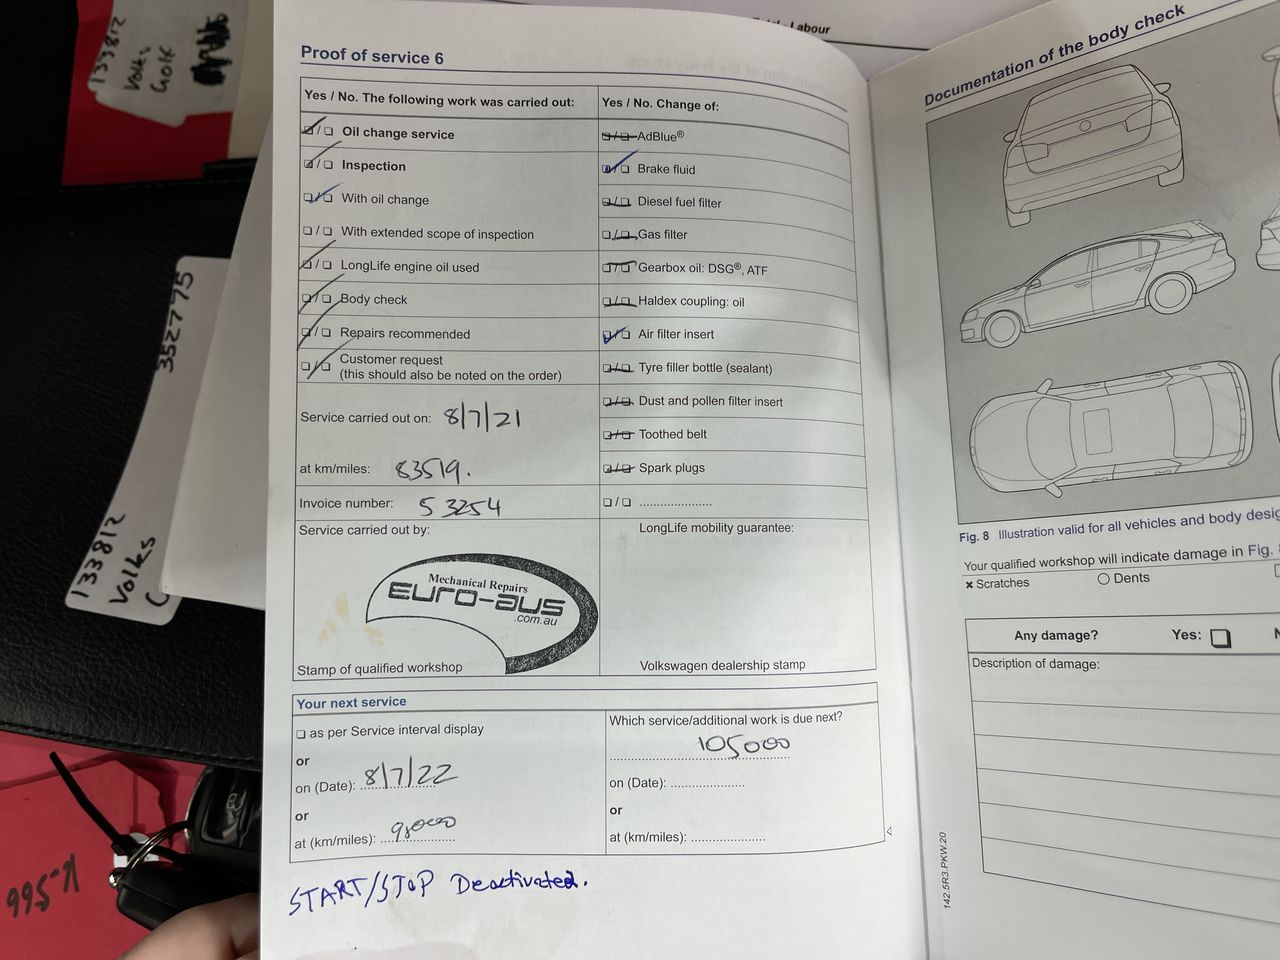 Labour
133812
Volks
Golf
Proof of service 6
Yes / No. The following work was carried out:
❏/❏ Oil change service
❏/❏ Inspection
❏/❏ With oil change
❏/❏ With extended scope of inspection
❏/❏ LongLife engine oil used
❏/❏ Body check
❏/❏ Repairs recommended
❏/❏ Customer request
(this should also be noted on the order)
Service carried out on: 8/7/21
at km/miles: 83519.
Invoice number: 53254
Service carried out by:
Mechanical Repairs
Euro-aus
.com.au
Stamp of qualified workshop
Yes / No. Change of:
❏/❏ AdBlue®
❏/❏ Brake fluid
❏/❏ Diesel fuel filter
❏/❏ Gas filter
❏/❏ Gearbox oil: DSG®, ATF
❏/❏ Haldex coupling: oil
❏/❏ Air filter insert
❏/❏ Tyre filler bottle (sealant)
❏/❏ Dust and pollen filter insert
❏/❏ Toothed belt
❏/❏ Spark plugs
❏/❏ ......................
LongLife mobility guarantee:
Volkswagen dealership stamp
Your next service
❏ as per Service interval display
or
on (Date): 8/7/22
or
at (km/miles):
Which service/additional work is due next?
105000
on (Date): ......................
or
at (km/miles): ......................
START/STOP Deactivated.
Documentation of the body check
Fig. 8 Illustration valid for all vehicles and body
Your qualified workshop will indicate damage in Fig.
× Scratches
○ Dents
Any damage? Yes: ❏
Description of damage:
142.5R3.PKW.20
352775
133812
Volks
K-566